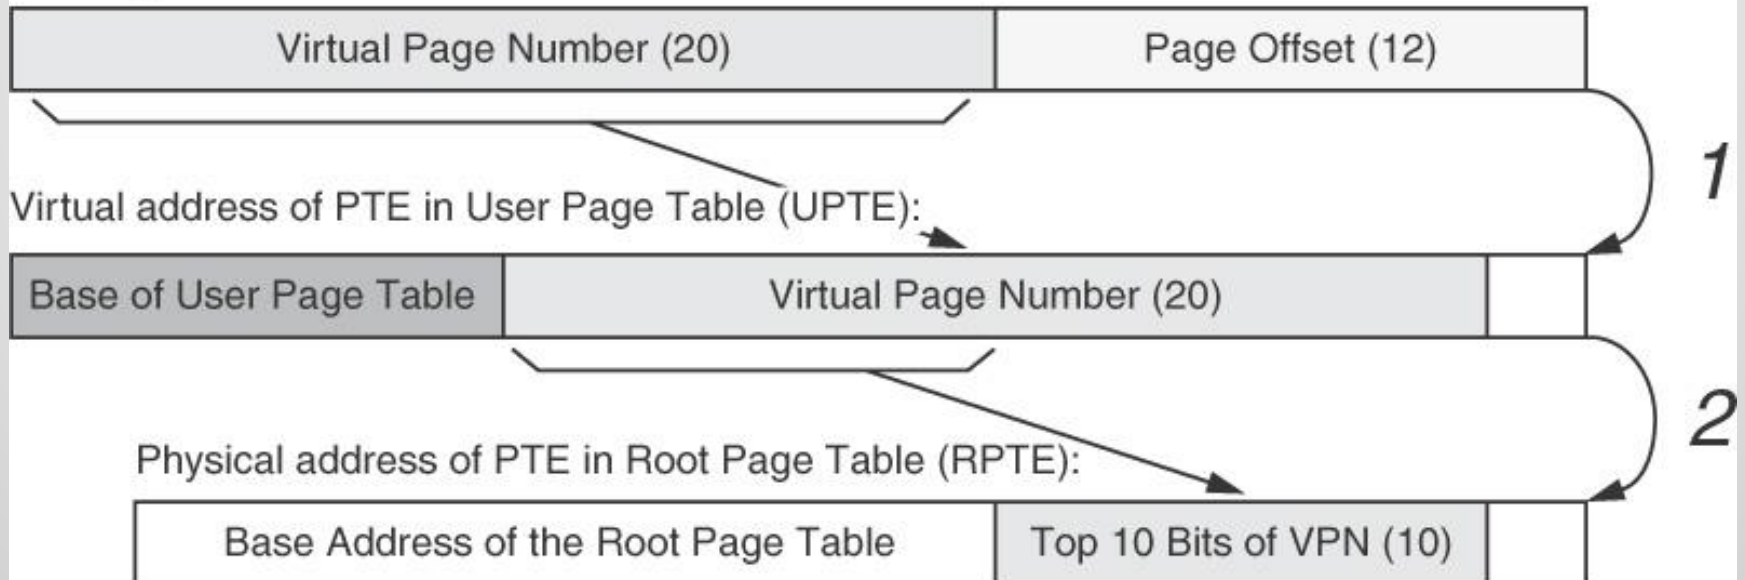 Virtual Page Number (20) Page Offset (12)
1
Virtual address of PTE in User Page Table (UPTE):
Base of User Page Table Virtual Page Number (20)
2
Physical address of PTE in Root Page Table (RPTE):
Base Address of the Root Page Table Top 10 Bits of VPN (10)